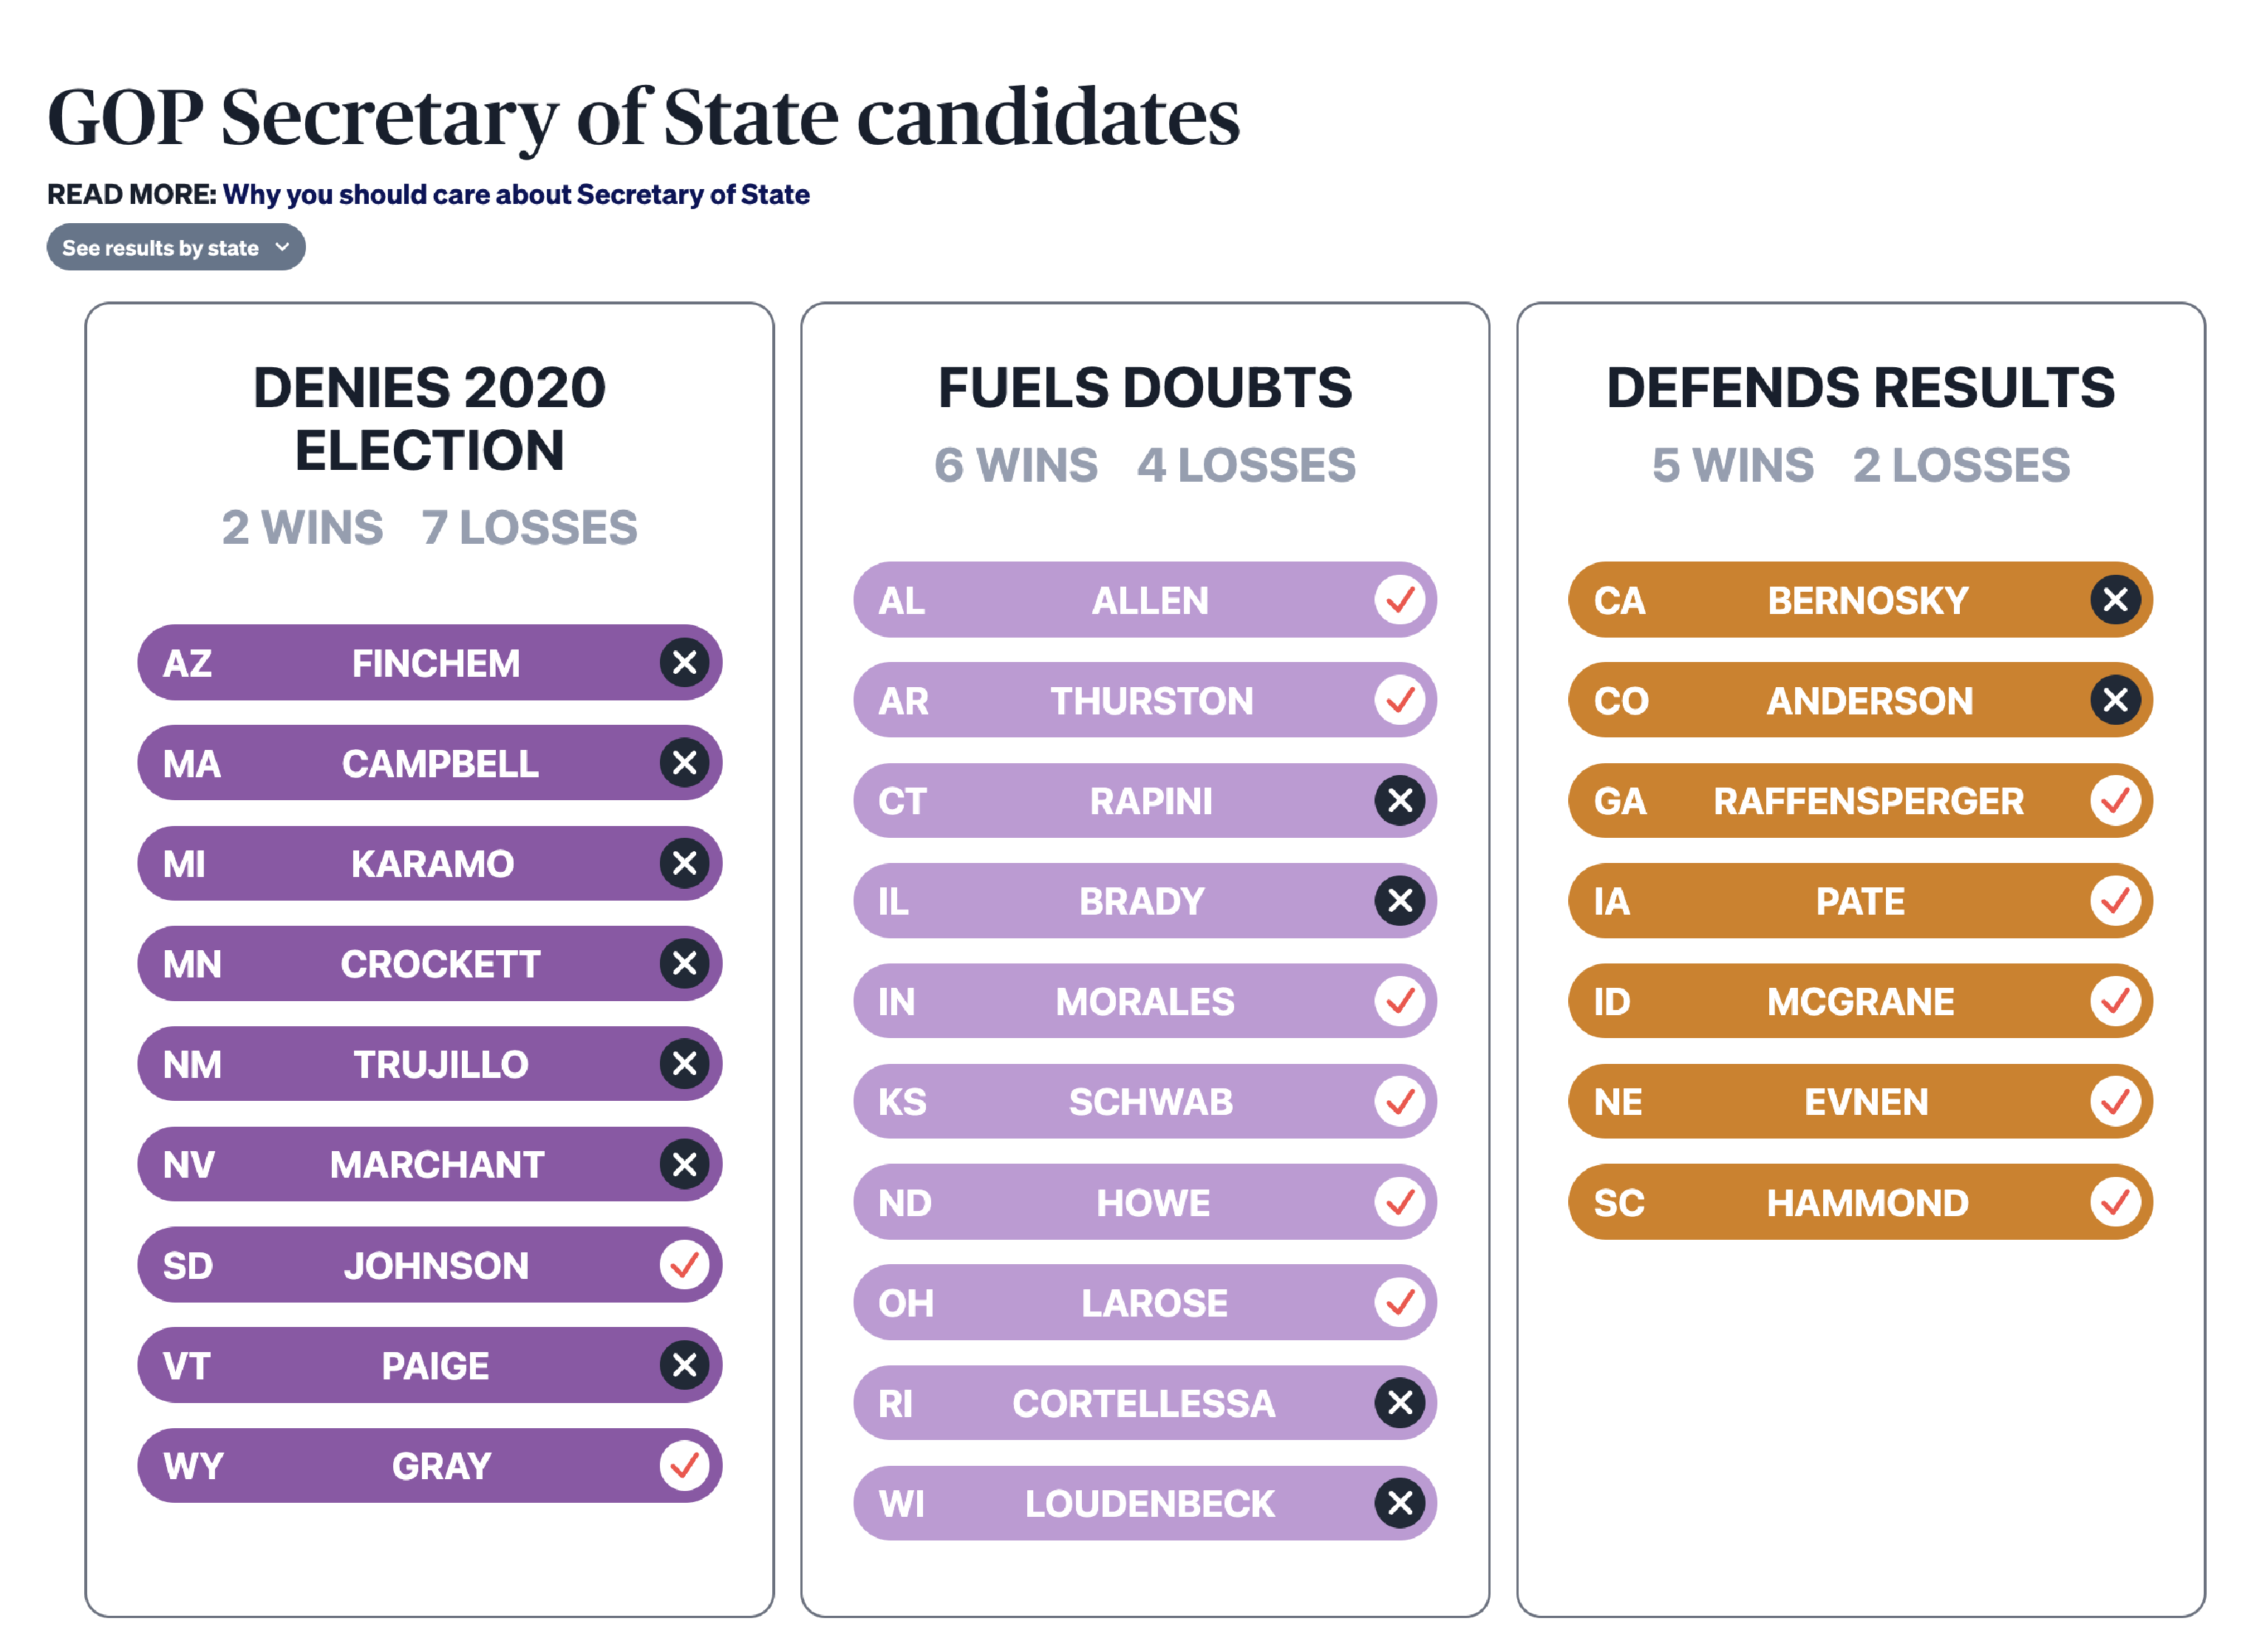 GOP Secretary of State candidates
READ MORE: Why you should care about Secretary of State
See results by state
DENIES 2020
ELECTION
2 WINS 7 LOSSES
AZ FINCHEM
MA CAMPBELL
MI KARAMO
MN CROCKETT
NM TRUJILLO
NV MARCHANT
SD JOHNSON
VT PAIGE
WY GRAY
FUELS DOUBTS
6 WINS 4 LOSSES
AL ALLEN
AR THURSTON
CT RAPINI
IL BRADY
IN MORALES
KS SCHWAB
ND HOWE
OH LAROSE
RI CORTELLESSA
WI LOUDENBECK
DEFENDS RESULTS
5 WINS 2 LOSSES
CA BERNOSKY
CO ANDERSON
GA RAFFENSPERGER
IA PATE
ID MCGRANE
NE EVNEN
SC HAMMOND